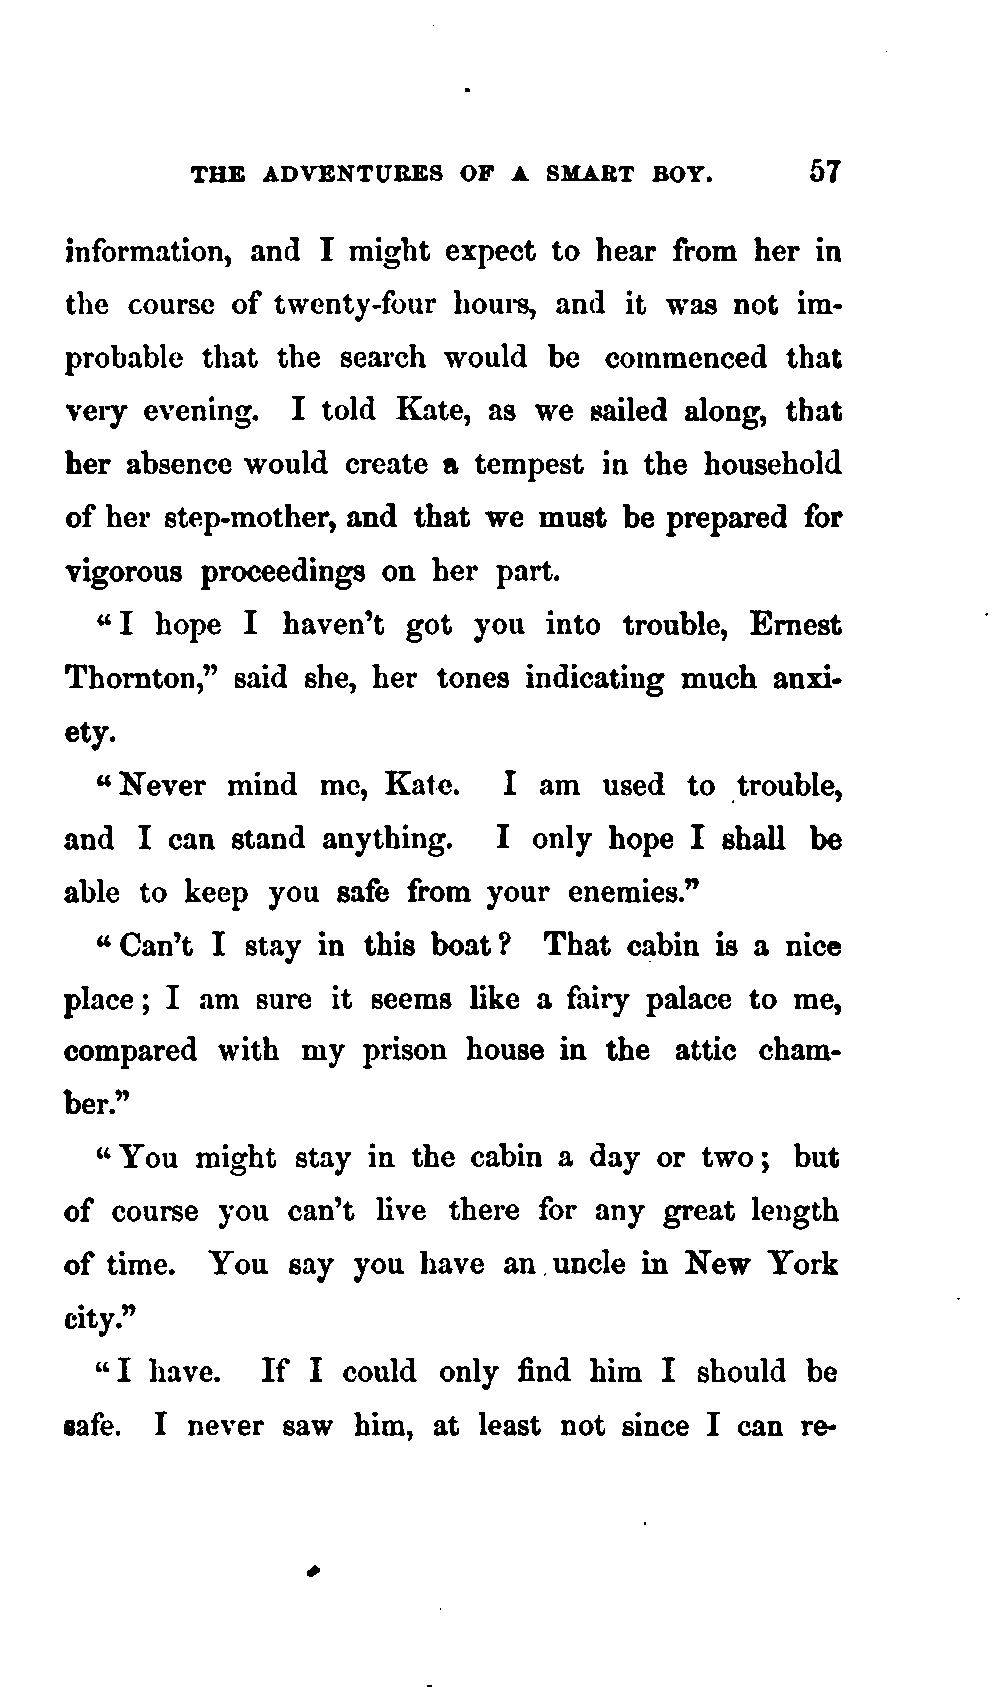 THE ADVENTURES OF A SMART BOY. 57
information, and I might expect to hear from her in
the course of twenty-four hours, and it was not im-
probable that the search would be commenced that
very evening. I told Kate, as we sailed along, that
her absence would create a tempest in the household
of her step-mother, and that we must be prepared for
vigorous proceedings on her part.
“I hope I haven’t got you into trouble, Ernest
Thornton,” said she, her tones indicating much anxi-
ety.
“Never mind me, Kate. I am used to trouble,
and I can stand anything. I only hope I shall be
able to keep you safe from your enemies.”
“Can’t I stay in this boat? That cabin is a nice
place; I am sure it seems like a fairy palace to me,
compared with my prison house in the attic cham-
ber.”
“You might stay in the cabin a day or two; but
of course you can’t live there for any great length
of time. You say you have an uncle in New York
city.”
“I have. If I could only find him I should be
safe. I never saw him, at least not since I can re-